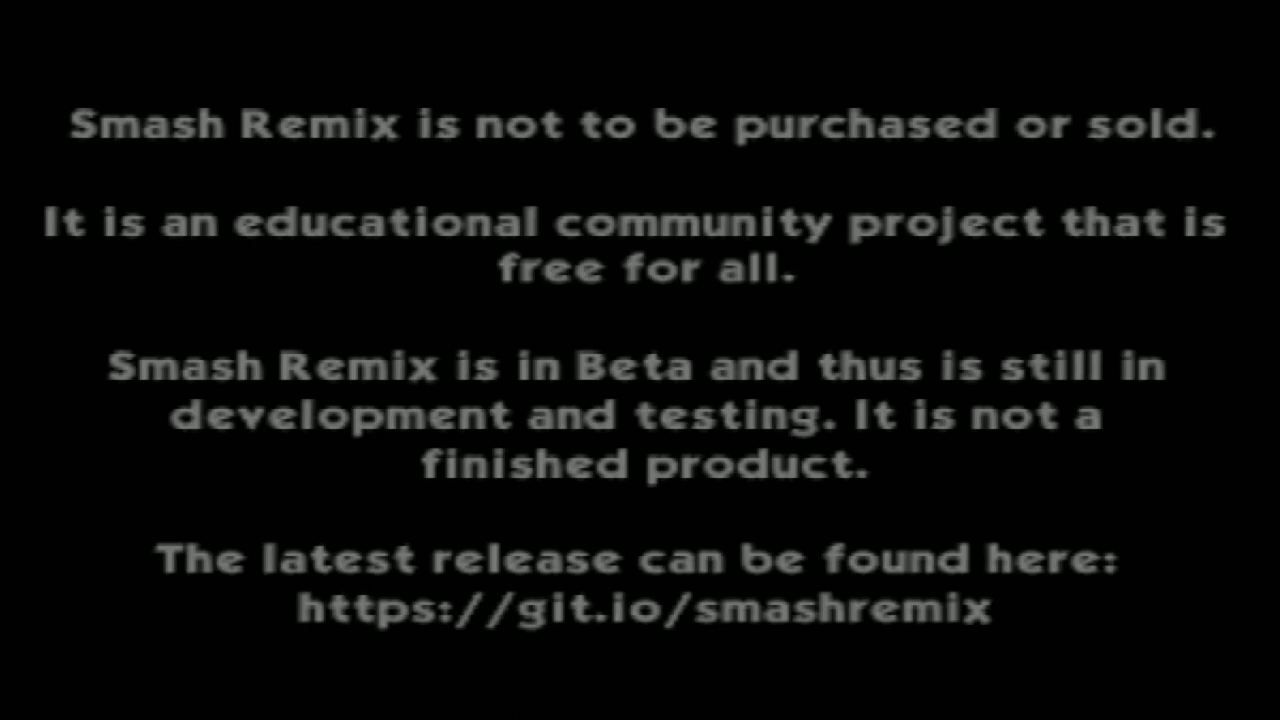 Smash Remix is not to be purchased or sold.
It is an educational community project that is
free for all.
Smash Remix is in Beta and thus is still in
development and testing. It is not a
finished product.
The latest release can be found here:
https://git.io/smashremix